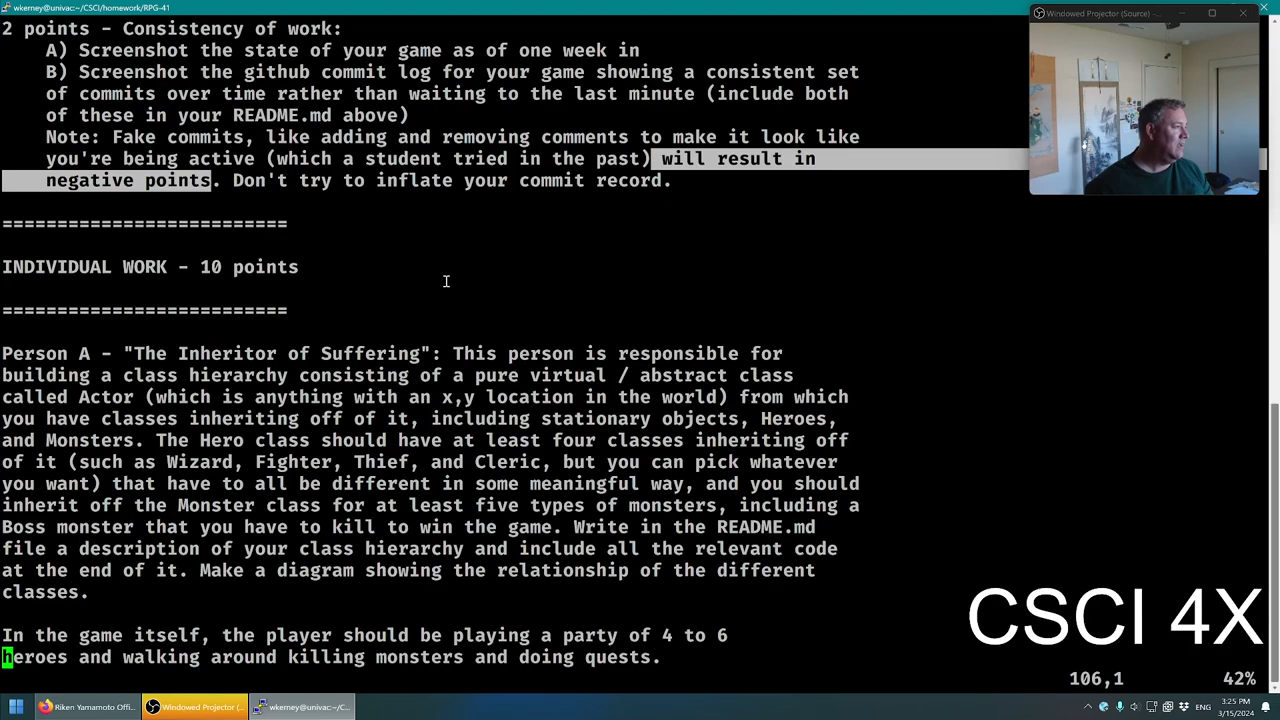 wkerney@univac:~/CSCI/homework/RPG-41
2 points - Consistency of work:
A) Screenshot the state of your game as of one week in
B) Screenshot the github commit log for your game showing a consistent set
of commits over time rather than waiting to the last minute (include both
of these in your README.md above)
Note: Fake commits, like adding and removing comments to make it look like
you're being active (which a student tried in the past) will result in
negative points. Don't try to inflate your commit record.
==========================
INDIVIDUAL WORK - 10 points
==========================
Person A - "The Inheritor of Suffering": This person is responsible for
building a class hierarchy consisting of a pure virtual / abstract class
called Actor (which is anything with an x,y location in the world) from which
you have classes inheriting off of it, including stationary objects, Heroes,
and Monsters. The Hero class should have at least four classes inheriting off
of it (such as Wizard, Fighter, Thief, and Cleric, but you can pick whatever
you want) that have to all be different in some meaningful way, and you should
inherit off the Monster class for at least five types of monsters, including a
Boss monster that you have to kill to win the game. Write in the README.md
file a description of your class hierarchy and include all the relevant code
at the end of it. Make a diagram showing the relationship of the different
classes.
In the game itself, the player should be playing a party of 4 to 6
heroes and walking around killing monsters and doing quests.
106,1 42%
Windowed Projector (Source) -...
CSCI 4X
Riken Yamamoto Offi...
Windowed Projector (...
wkerney@univac:~/C...
3:25 PM
3/15/2024